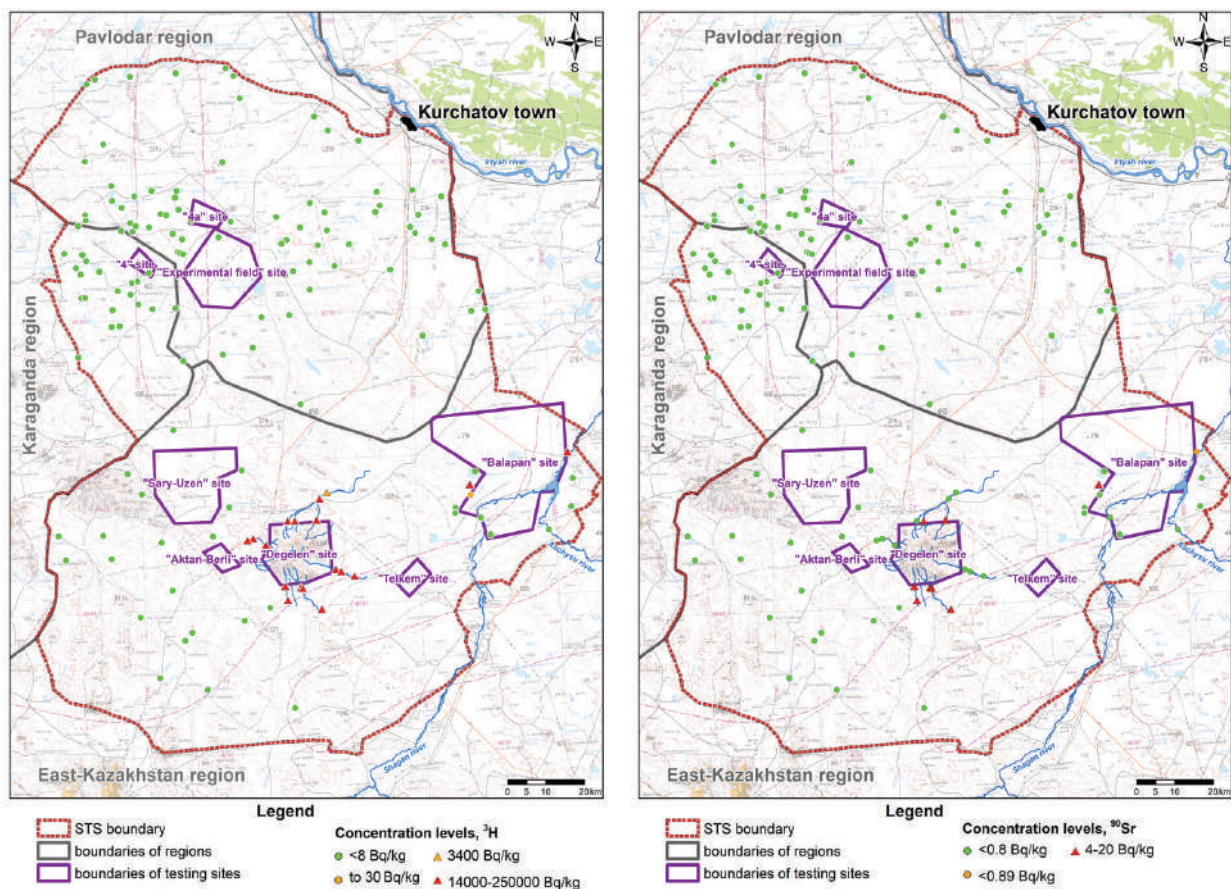 Pavlodar region
N
W E
S
Kurchatov town
Irtysh river
"4a" site
"4" site
"Experimental field" site
Karaganda region
"Balapan" site
"Sary-Uzen" site
"Degelen" site
"Aktan-Berli" site
"Telkem" site
Aschysu river
Shagan river
East-Kazakhstan region
0 5 10 20km
Legend
STS boundary
boundaries of regions
boundaries of testing sites
Concentration levels, ³H
<8 Bq/kg
3400 Bq/kg
to 30 Bq/kg
14000-250000 Bq/kg
Pavlodar region
N
W E
S
Kurchatov town
Irtysh river
"4a" site
"4" site
"Experimental field" site
Karaganda region
"Balapan" site
"Sary-Uzen" site
"Degelen" site
"Aktan-Berli" site
"Telkem" site
Aschysu river
Shagan river
East-Kazakhstan region
0 5 10 20km
Legend
STS boundary
boundaries of regions
boundaries of testing sites
Concentration levels, ⁹⁰Sr
<0.8 Bq/kg
4-20 Bq/kg
<0.89 Bq/kg